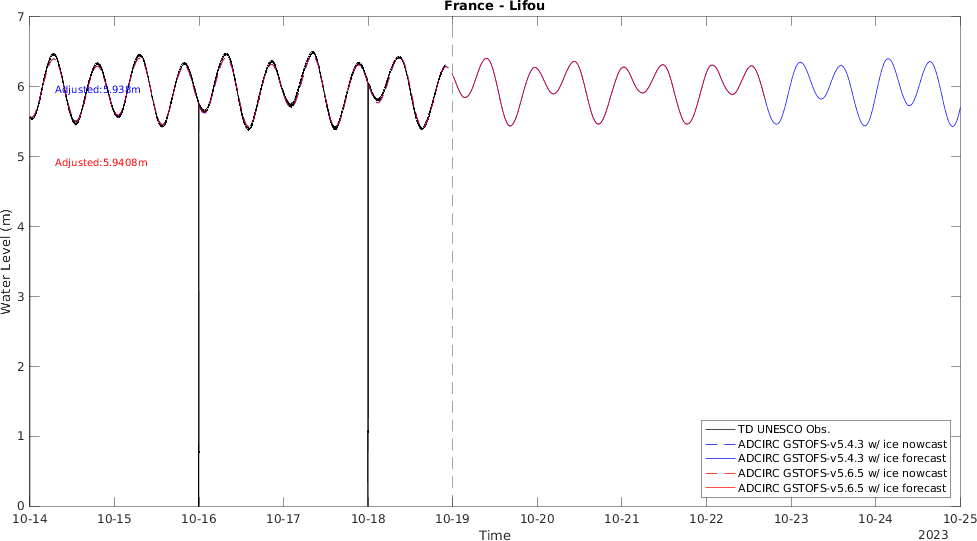 France - Lifou
7
6
5
4
3
2
1
0
Water Level (m)
Adjusted:5.938m
Adjusted:5.9408m
TD UNESCO Obs.
ADCIRC GSTOFS-v5.4.3 w/ ice nowcast
ADCIRC GSTOFS-v5.4.3 w/ ice forecast
ADCIRC GSTOFS-v5.6.5 w/ ice nowcast
ADCIRC GSTOFS-v5.6.5 w/ ice forecast
10-14 10-15 10-16 10-17 10-18 10-19 10-20 10-21 10-22 10-23 10-24 10-25
Time
2023